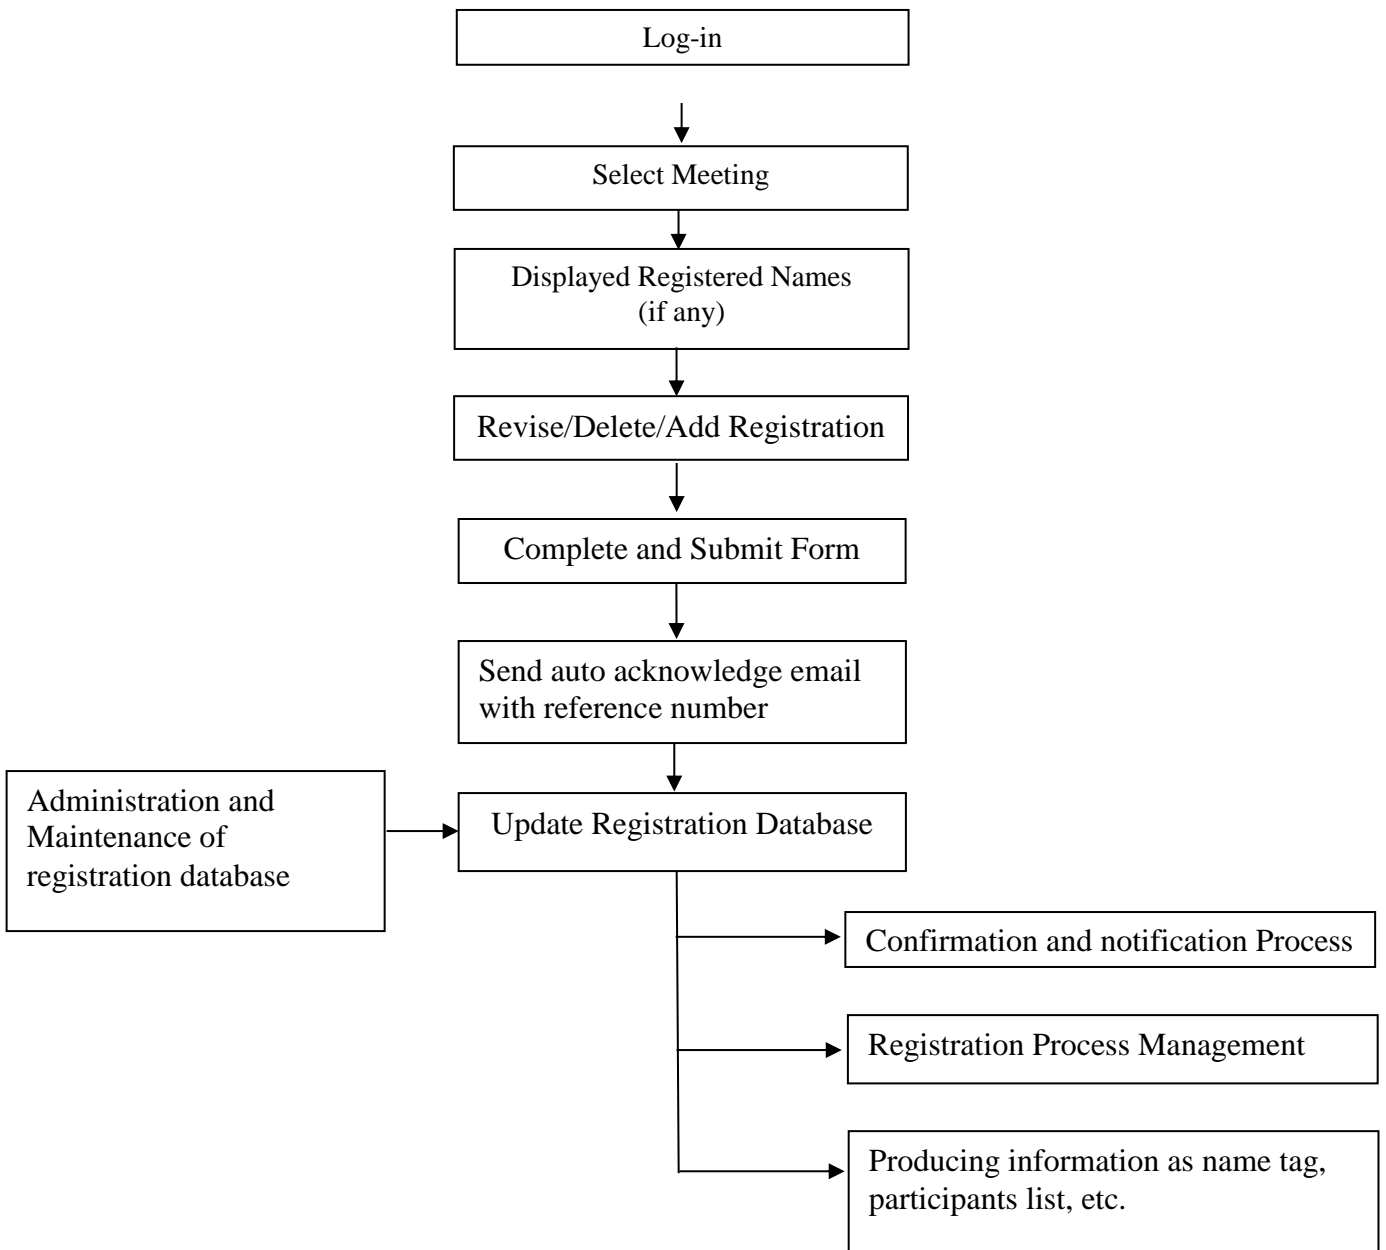 Log-in
Select Meeting
Displayed Registered Names
(if any)
Revise/Delete/Add Registration
Complete and Submit Form
Send auto acknowledge email
with reference number
Administration and
Maintenance of
registration database
Update Registration Database
Confirmation and notification Process
Registration Process Management
Producing information as name tag,
participants list, etc.